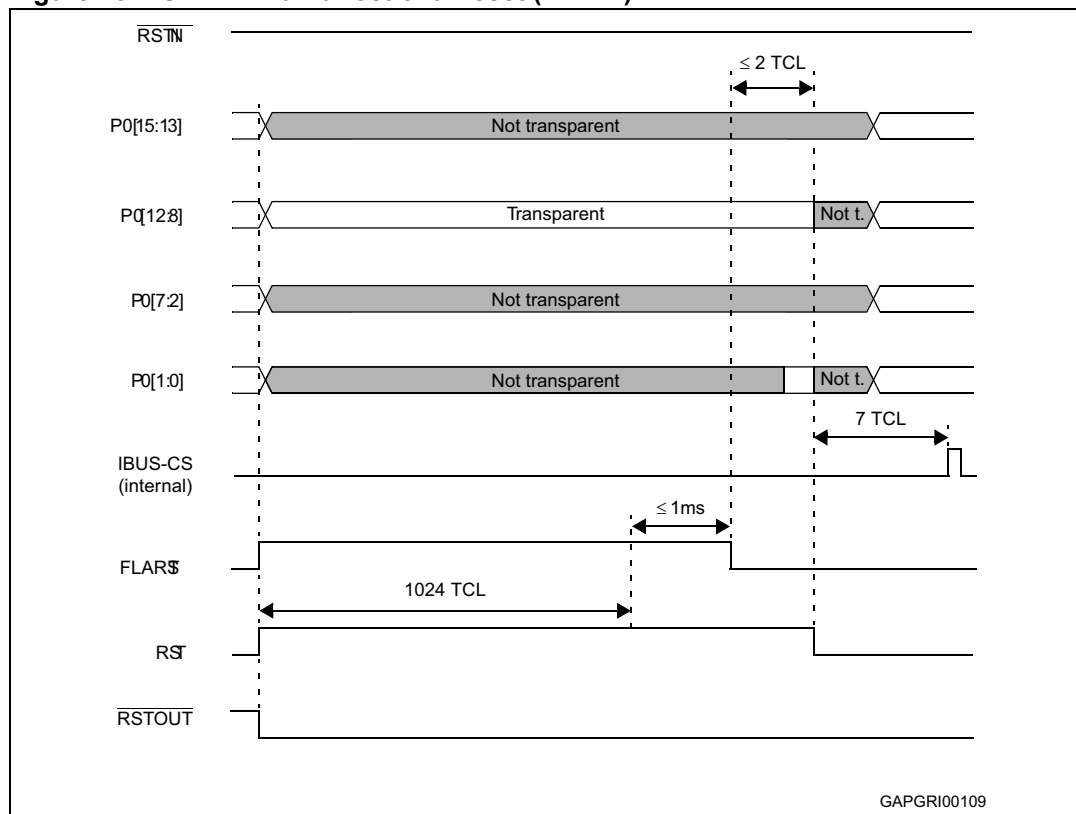 RSTIN
≤ 2 TCL
P0[15:13]
Not transparent
P0[12:8]
Transparent
Not t.
P0[7:2]
Not transparent
P0[1:0]
Not transparent
Not t.
7 TCL
IBUS-CS
(internal)
≤ 1ms
FLARST
1024 TCL
RST
RSTOUT
GAPGRI00109